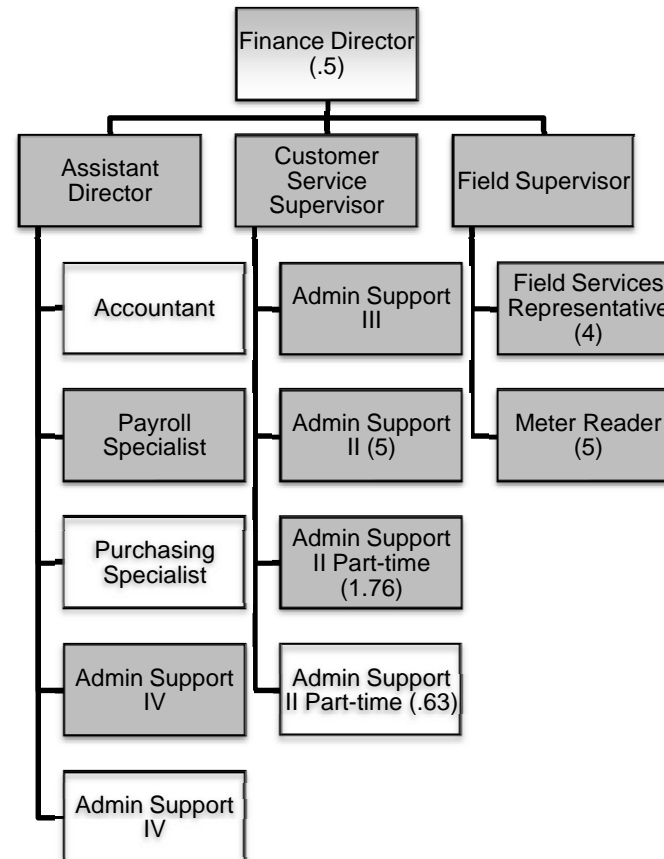 Finance Director
(.5)
Assistant
Director
Customer
Service
Supervisor
Field Supervisor
Accountant
Payroll
Specialist
Purchasing
Specialist
Admin Support
IV
Admin Support
IV
Admin Support
III
Admin Support
II (5)
Admin Support
II Part-time
(1.76)
Admin Support
II Part-time (.63)
Field Services
Representative
(4)
Meter Reader
(5)